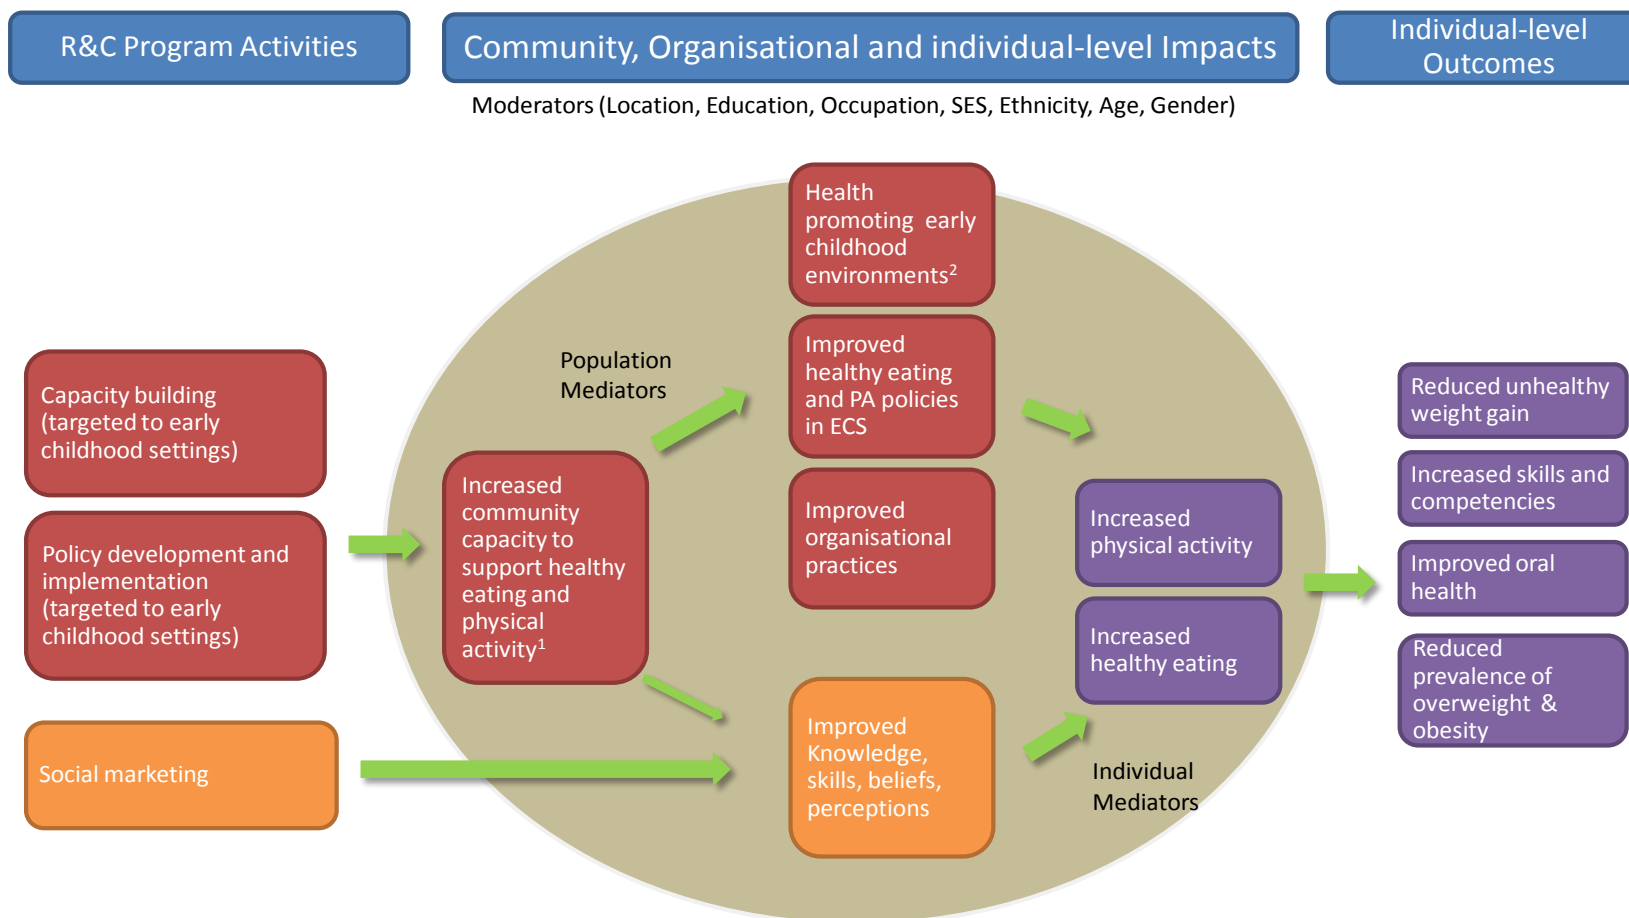 R&C Program Activities
Community, Organisational and individual-level Impacts
Individual-level
Outcomes
Moderators (Location, Education, Occupation, SES, Ethnicity, Age, Gender)
Capacity building
(targeted to early
childhood settings)
Policy development and
implementation
(targeted to early
childhood settings)
Social marketing
Population
Mediators
Increased
community
capacity to
support healthy
eating and
physical
activity1
Health
promoting early
childhood
environments2
Improved
healthy eating
and PA policies
in ECS
Improved
organisational
practices
Improved
Knowledge,
skills, beliefs,
perceptions
Increased
physical activity
Increased
healthy eating
Individual
Mediators
Reduced unhealthy
weight gain
Increased skills and
competencies
Improved oral
health
Reduced
prevalence of
overweight &
obesity